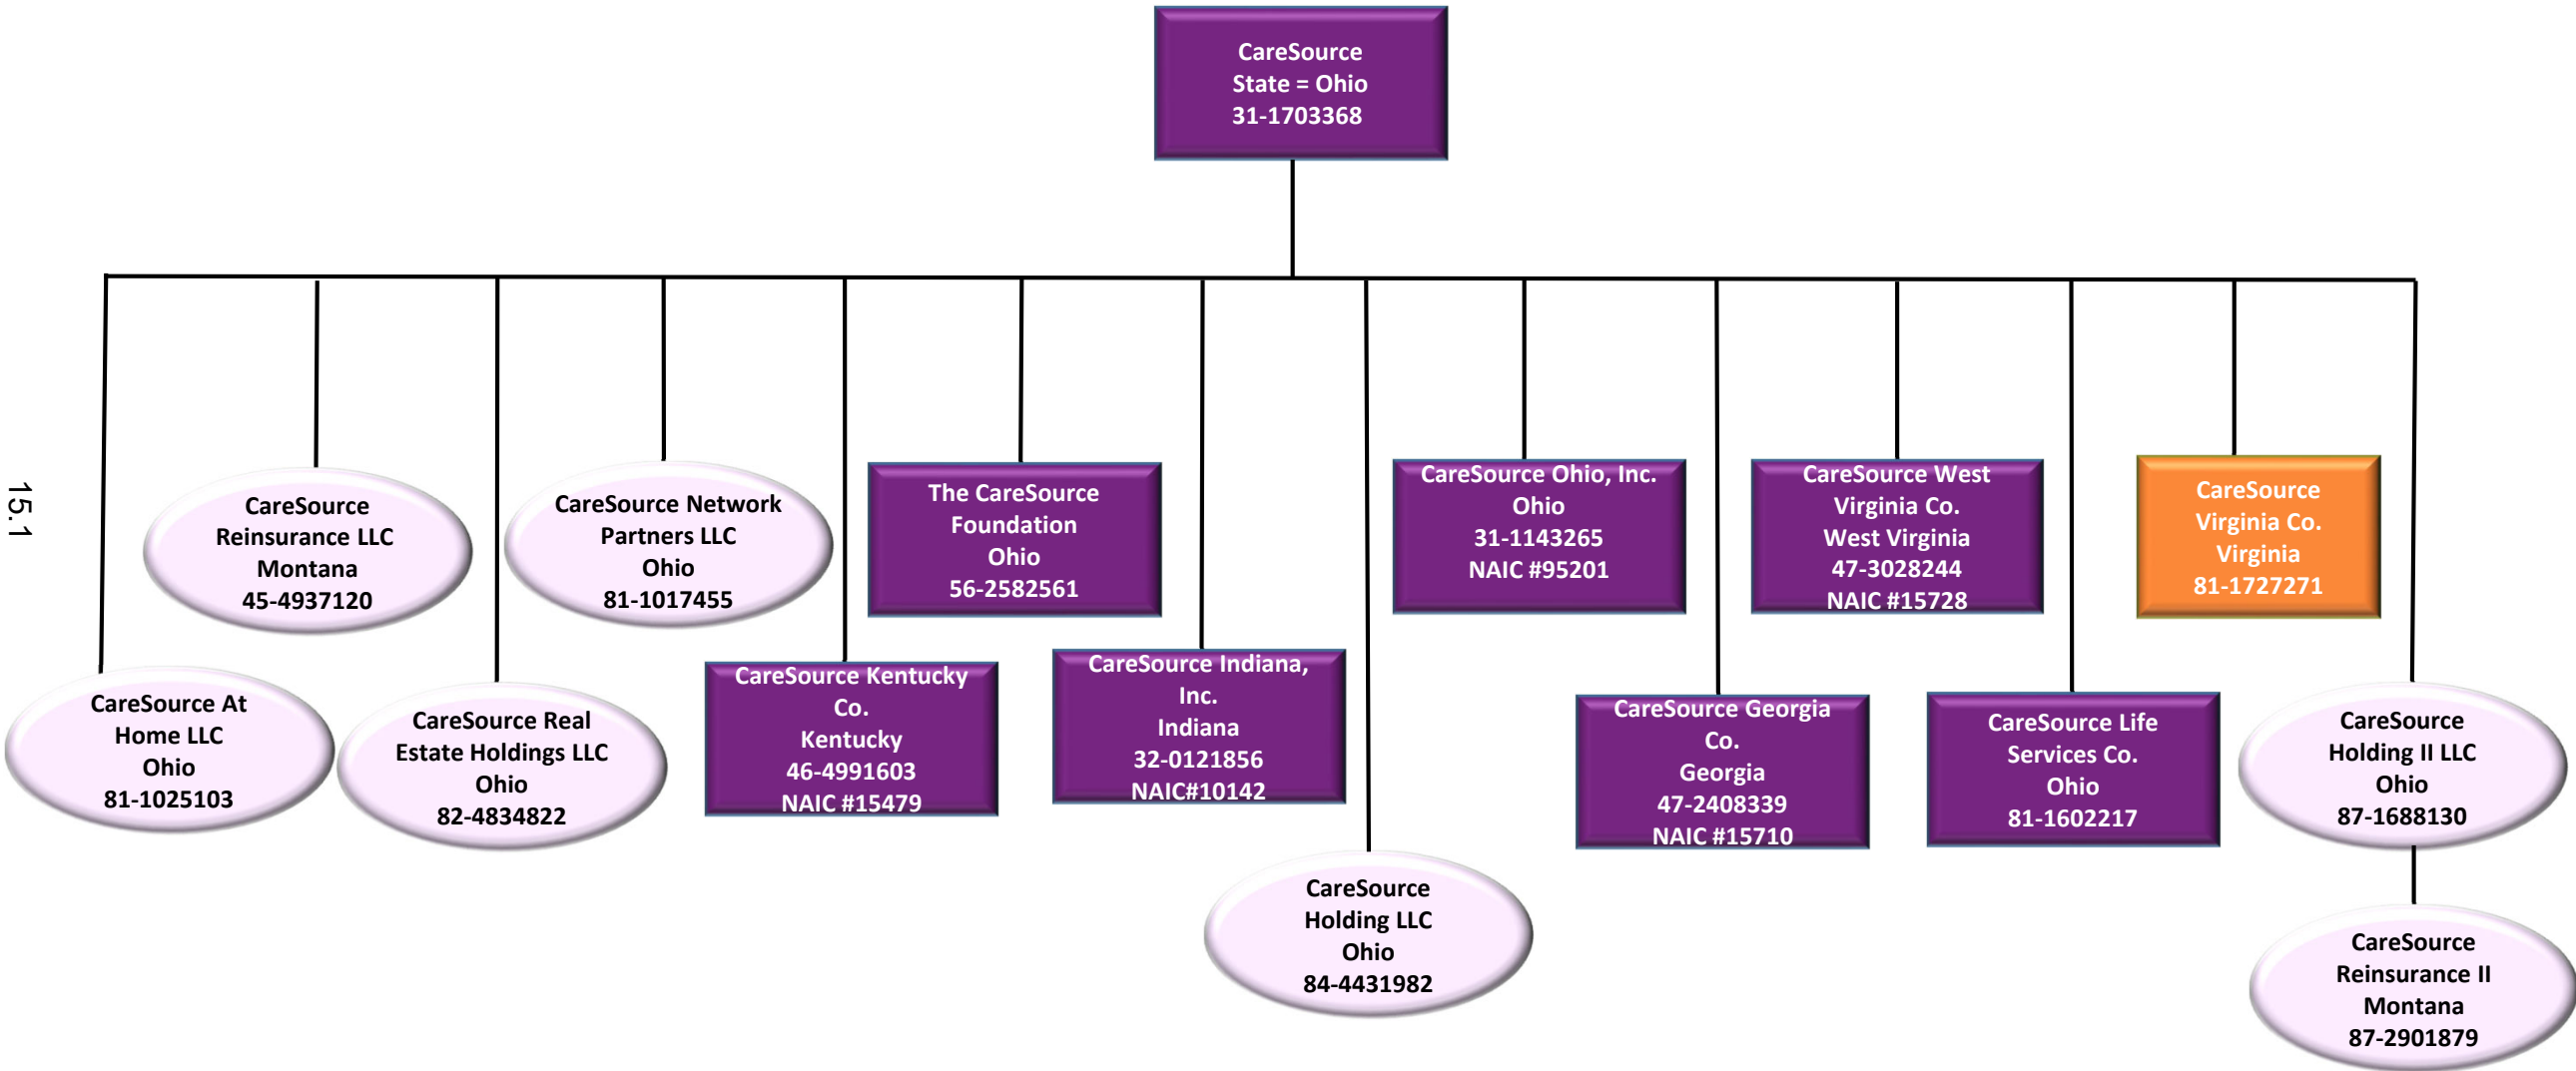 CareSource
State = Ohio
31-1703368
15.1
CareSource
Reinsurance LLC
Montana
45-4937120
CareSource Network
Partners LLC
Ohio
81-1017455
The CareSource
Foundation
Ohio
56-2582561
CareSource Ohio, Inc.
Ohio
31-1143265
NAIC #95201
CareSource West
Virginia Co.
West Virginia
47-3028244
NAIC #15728
CareSource
Virginia Co.
Virginia
81-1727271
CareSource At
Home LLC
Ohio
81-1025103
CareSource Real
Estate Holdings LLC
Ohio
82-4834822
CareSource Kentucky
Co.
Kentucky
46-4991603
NAIC #15479
CareSource Indiana,
Inc.
Indiana
32-0121856
NAIC#10142
CareSource Georgia
Co.
Georgia
47-2408339
NAIC #15710
CareSource Life
Services Co.
Ohio
81-1602217
CareSource
Holding II LLC
Ohio
87-1688130
CareSource
Holding LLC
Ohio
84-4431982
CareSource
Reinsurance II
Montana
87-2901879